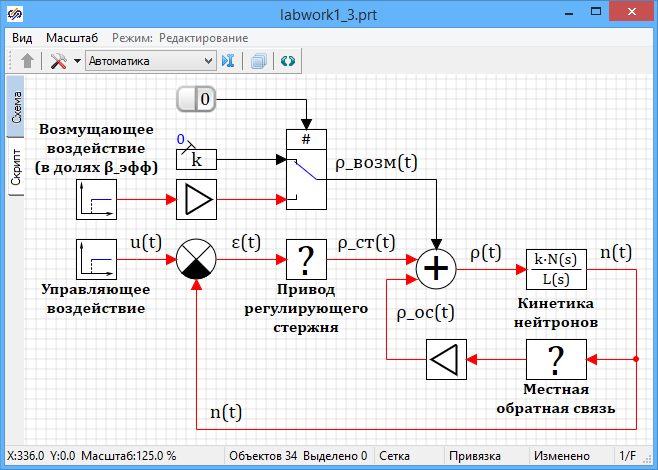 labwork1_3.prt
Вид Масштаб Режим: Редактирование
Автоматика
Схема
Скрипт
0
Возмущающее
воздействие
(в долях β_эфф)
0
k
#
ρ_возм(t)
u(t)
ε(t)
?
ρ_ст(t)
+
ρ(t)
k·N(s)
L(s)
n(t)
Управляющее
воздействие
Привод
регулирующего
стержня
ρ_ос(t)
Кинетика
нейтронов
?
Местная
обратная связь
n(t)
X:336.0 Y:0.0 Масштаб:125.0 % Объектов 34 Выделено 0 Сетка Привязка Изменено 1/F